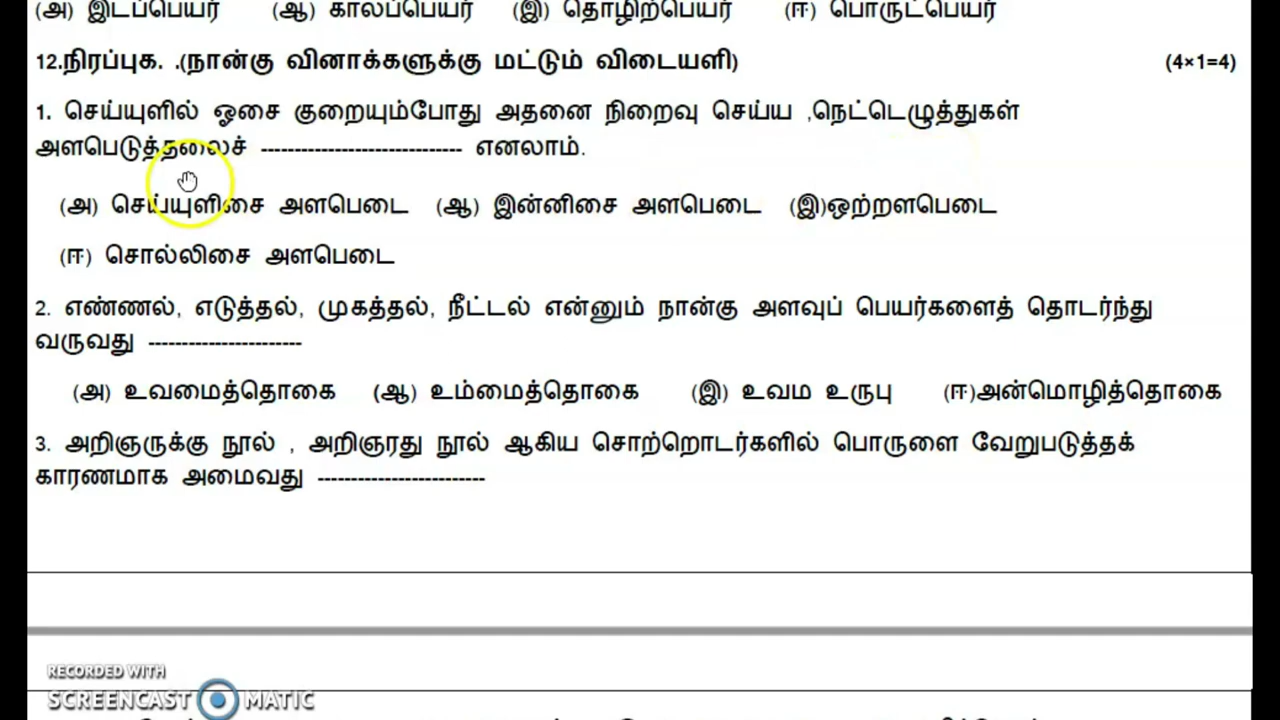 (அ) இடப்பெயர் (ஆ) காலப்பெயர் (இ) தொழிற்பெயர் (ஈ) பொருட்பெயர்
12.நிரப்புக. .(நான்கு வினாக்களுக்கு மட்டும் விடையளி) (4×1=4)
1. செய்யுளில் ஓசை குறையும்போது அதனை நிறைவு செய்ய ,நெட்டெழுத்துகள்
அளபெடுத்தலைச் ------------------------------ எனலாம்.
(அ) செய்யுளிசை அளபெடை (ஆ) இன்னிசை அளபெடை (இ)ஒற்றளபெடை
(ஈ) சொல்லிசை அளபெடை
2. எண்ணல், எடுத்தல், முகத்தல், நீட்டல் என்னும் நான்கு அளவுப் பெயர்களைத் தொடர்ந்து
வருவது -----------------------
(அ) உவமைத்தொகை (ஆ) உம்மைத்தொகை (இ) உவம உருபு (ஈ)அன்மொழித்தொகை
3. அறிஞருக்கு நூல் , அறிஞரது நூல் ஆகிய சொற்றொடர்களில் பொருளை வேறுபடுத்தக்
காரணமாக அமைவது -------------------------
RECORDED WITH
SCREENCAST MATIC